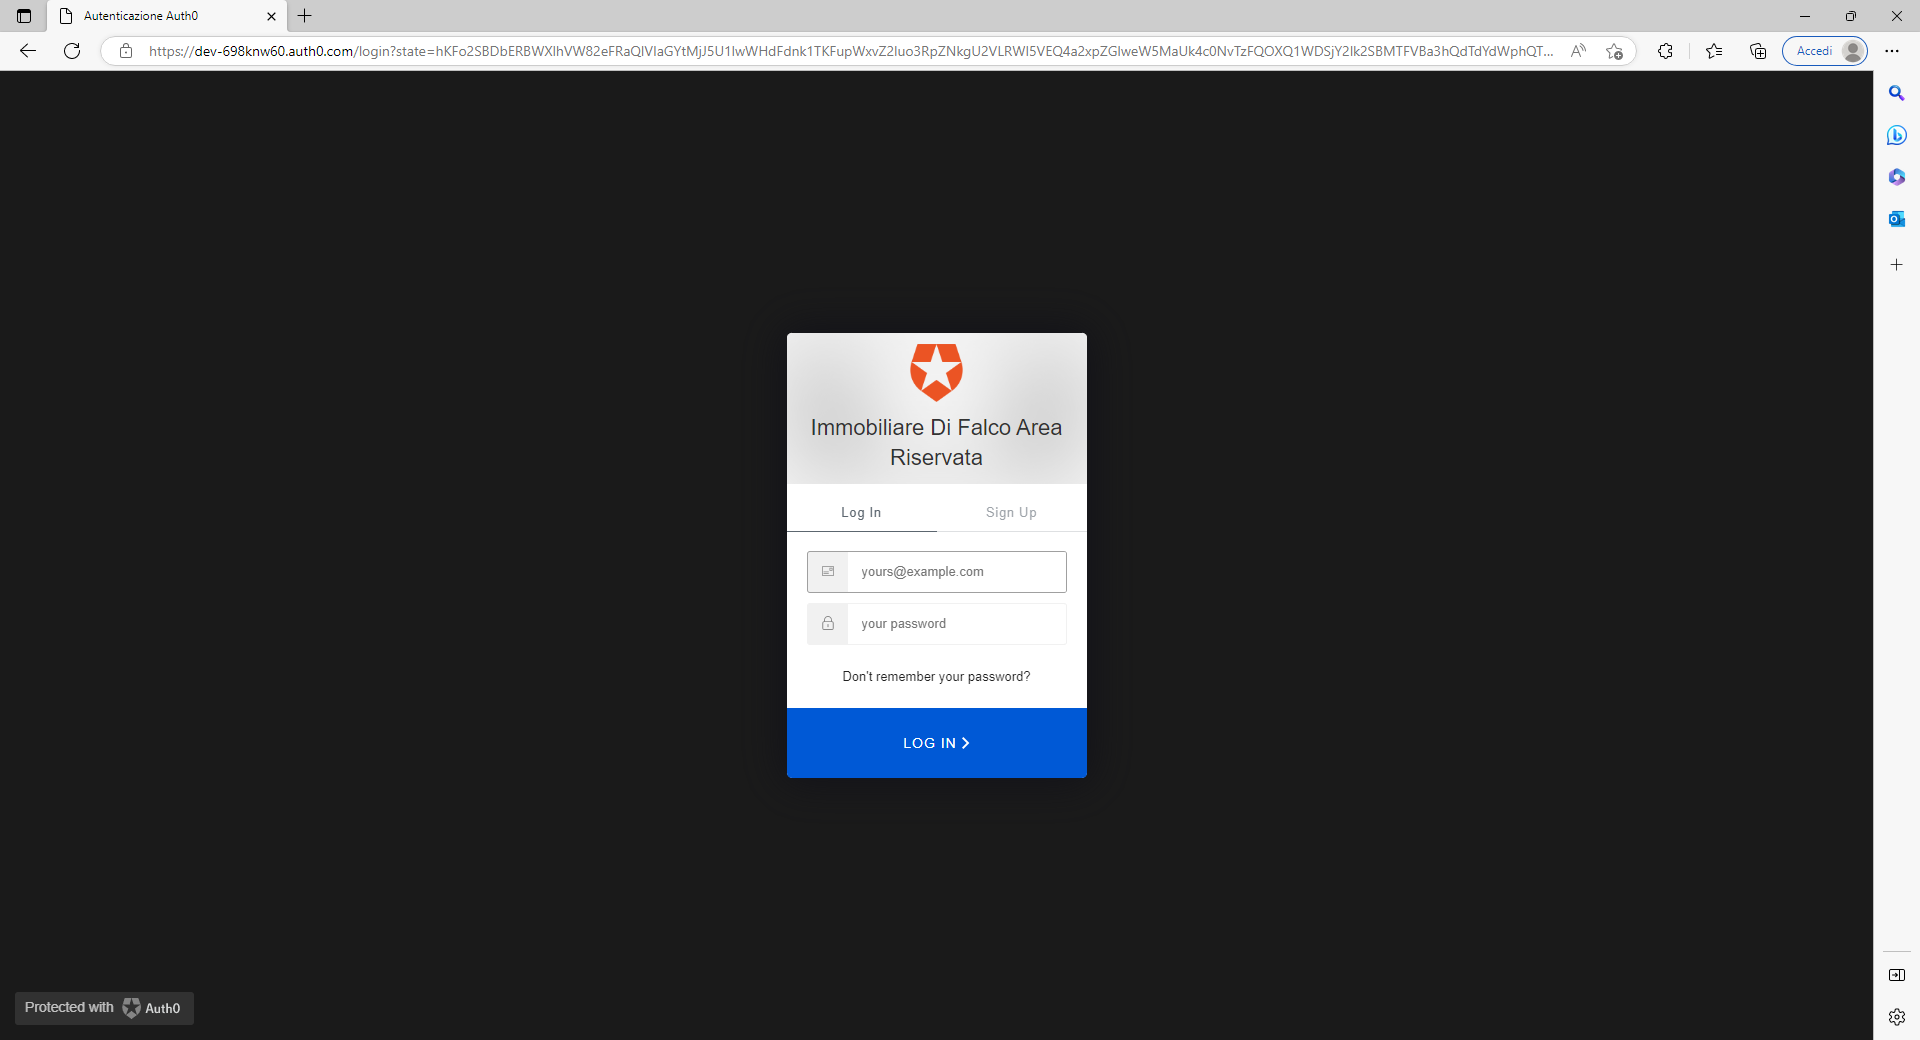 Autenticazione Auth0
https://dev-698knw60.auth0.com/login?state=
Accedi
Immobiliare Di Falco Area
Riservata
Log In
Sign Up
yours@example.com
your password
Don't remember your password?
LOG IN
Protected with Auth0